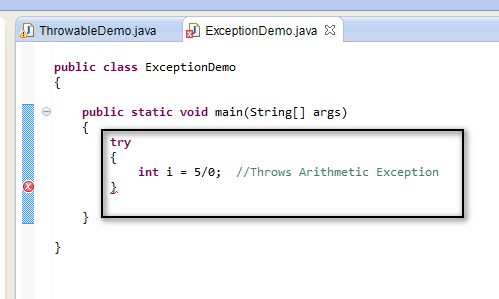 ThrowableDemo.java ExceptionDemo.java
public class ExceptionDemo
{
public static void main(String[] args)
{
try
{
int i = 5/0; //Throws Arithmetic Exception
}
}
}